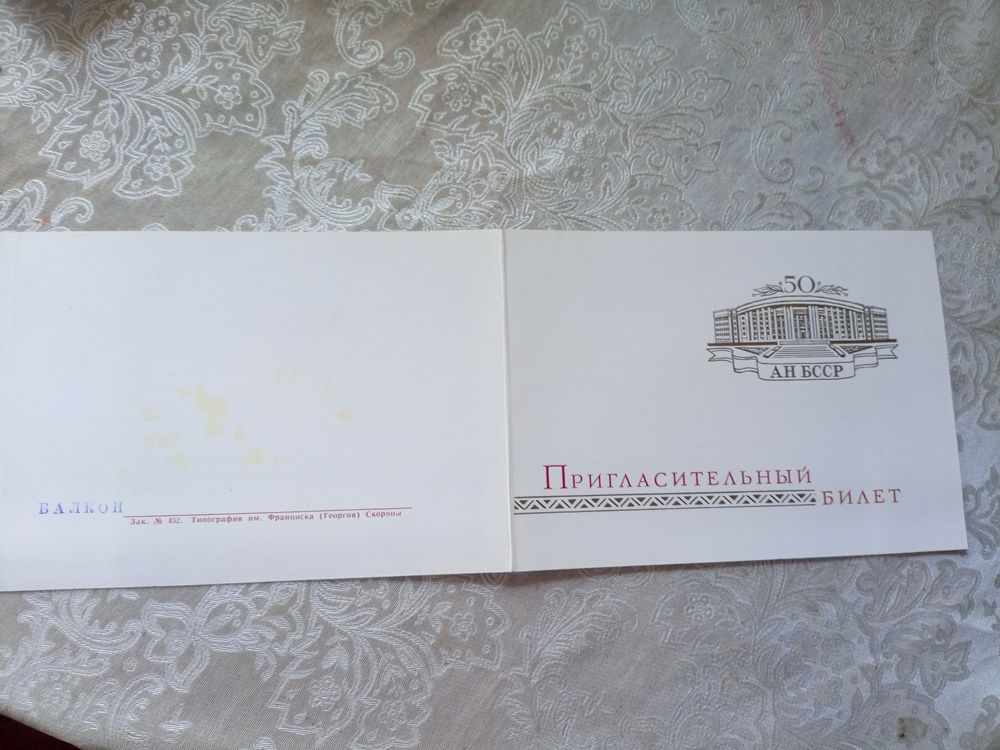 БАЛКОН
Зак. № 452. Типография им. Франциска (Георгия) Скорины
50
АН БССР
Пригласительный
билет